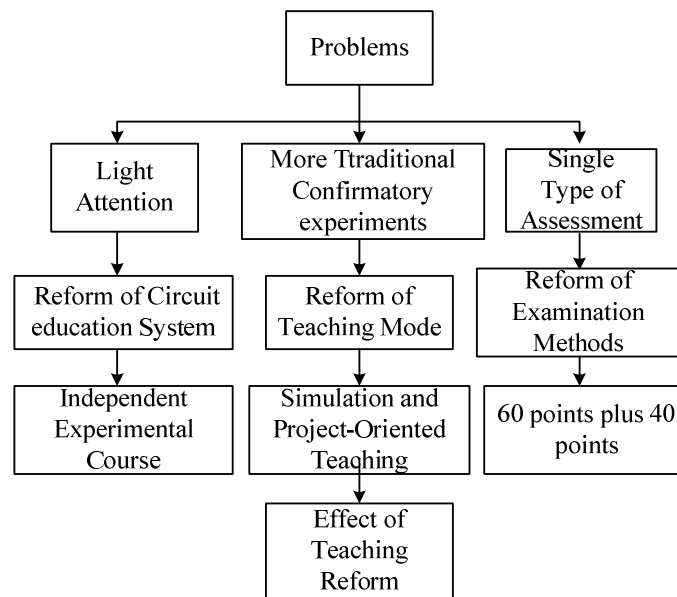 Problems
Light
Attention
More Ttraditional
Confirmatory
experiments
Single
Type of
Assessment
Reform of Circuit
education System
Reform of
Teaching Mode
Reform of
Examination
Methods
Independent
Experimental
Course
Simulation and
Project-Oriented
Teaching
60 points plus 40
points
Effect of
Teaching
Reform